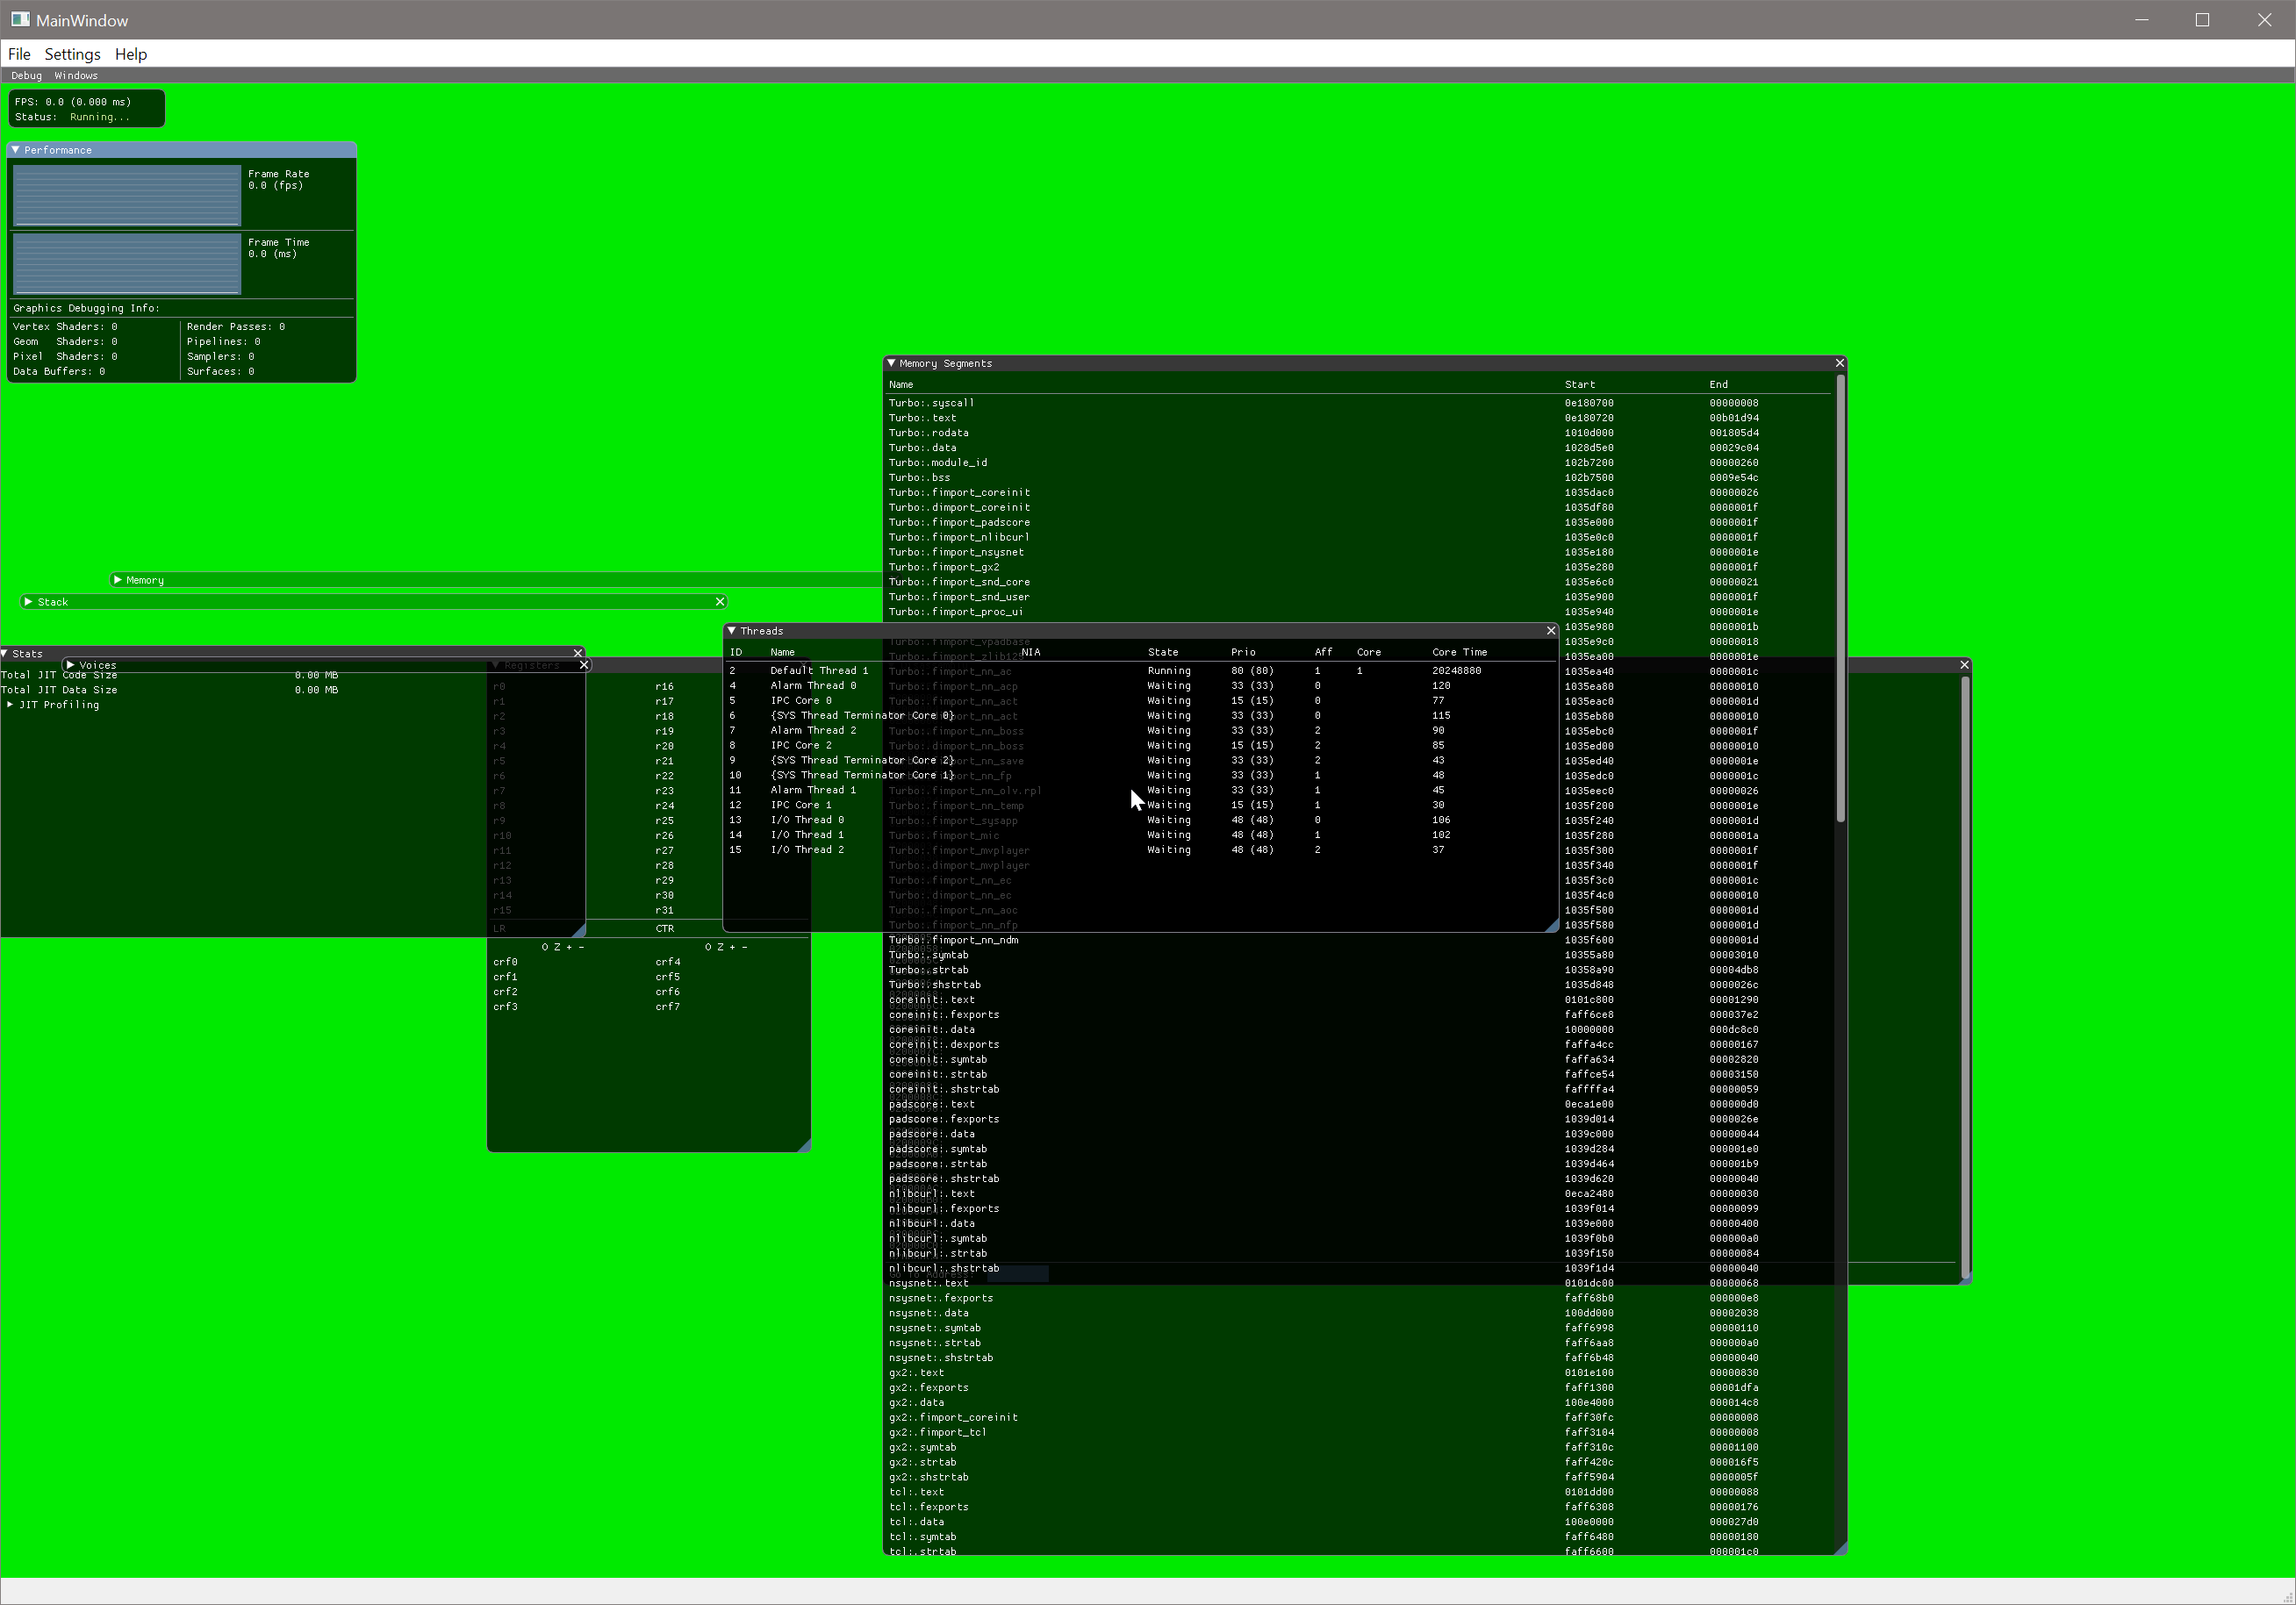 MainWindow
File Settings Help
Debug Windows
FPS: 0.0 (0.000 ms)
Status: Running...
Performance
Frame Rate
0.0 (fps)
Frame Time
0.0 (ms)
Graphics Debugging Info:
Vertex Shaders: 0 Render Passes: 0
Geom Shaders: 0 Pipelines: 0
Pixel Shaders: 0 Samplers: 0
Data Buffers: 0 Surfaces: 0
Memory
Stack
Stats
Voices
Total JIT Code Size 0.00 MB
Total JIT Data Size 0.00 MB
JIT Profiling
Registers
r0 r16
r1 r17
r2 r18
r3 r19
r4 r20
r5 r21
r6 r22
r7 r23
r8 r24
r9 r25
r10 r26
r11 r27
r12 r28
r13 r29
r14 r30
r15 r31
LR CTR
O Z + - O Z + -
crf0 crf4
crf1 crf5
crf2 crf6
crf3 crf7
Threads
ID Name NIA State Prio Aff Core Core Time
2 Default Thread 1 Running 80 (80) 1 1 20248880
4 Alarm Thread 0 Waiting 33 (33) 0 120
5 IPC Core 0 Waiting 15 (15) 0 77
6 {SYS Thread Terminator Core 0} Waiting 33 (33) 0 115
7 Alarm Thread 2 Waiting 33 (33) 2 90
8 IPC Core 2 Waiting 15 (15) 2 85
9 {SYS Thread Terminator Core 2} Waiting 33 (33) 2 43
10 {SYS Thread Terminator Core 1} Waiting 33 (33) 1 48
11 Alarm Thread 1 Waiting 33 (33) 1 45
12 IPC Core 1 Waiting 15 (15) 1 30
13 I/O Thread 0 Waiting 48 (48) 0 106
14 I/O Thread 1 Waiting 48 (48) 1 102
15 I/O Thread 2 Waiting 48 (48) 2 37
Memory Segments
Name Start End
Turbo:.syscall 0e180700 00000008
Turbo:.text 0e180720 00b01d94
Turbo:.rodata 1010d000 001805d4
Turbo:.data 1028d5e0 00029c04
Turbo:.module_id 102b7200 00000260
Turbo:.bss 102b7500 0009e54c
Turbo:.fimport_coreinit 1035dac0 00000026
Turbo:.dimport_coreinit 1035df80 0000001f
Turbo:.fimport_padscore 1035e000 0000001f
Turbo:.fimport_nlibcurl 1035e0c0 0000001f
Turbo:.fimport_nsysnet 1035e180 0000001e
Turbo:.fimport_gx2 1035e280 0000001f
Turbo:.fimport_snd_core 1035e6c0 00000021
Turbo:.fimport_snd_user 1035e900 0000001f
Turbo:.fimport_proc_ui 1035e940 0000001e
1035e980 0000001b
Turbo:.fimport_vpadbase 1035e9c0 00000018
Turbo:.fimport_zlib125 1035ea00 0000001e
Turbo:.fimport_nn_ac 1035ea40 0000001c
Turbo:.fimport_nn_acp 1035ea80 00000010
Turbo:.fimport_nn_act 1035eac0 0000001d
nn_act 1035eb80 00000010
Turbo:.fimport_nn_boss 1035ebc0 0000001f
Turbo:.dimport_nn_boss 1035ed00 00000010
nn_save 1035ed40 0000001e
nn_fp 1035edc0 0000001c
Turbo:.fimport_nn_olv.rpl 1035eec0 00000026
Turbo:.fimport_nn_temp 1035f200 0000001e
Turbo:.fimport_sysapp 1035f240 0000001d
Turbo:.fimport_mic 1035f280 0000001a
Turbo:.fimport_mvplayer 1035f300 0000001f
Turbo:.dimport_mvplayer 1035f340 0000001f
Turbo:.fimport_nn_ec 1035f3c0 0000001c
Turbo:.dimport_nn_ec 1035f4c0 00000010
Turbo:.fimport_nn_aoc 1035f500 0000001d
Turbo:.fimport_nn_nfp 1035f580 0000001d
Turbo:.fimport_nn_ndm 1035f600 0000001d
Turbo:.symtab 10355a80 00003010
Turbo:.strtab 10358a90 00004db8
Turbo:.shstrtab 1035d848 0000026c
coreinit:.text 0101c800 00001290
coreinit:.fexports faff6ce8 000037e2
coreinit:.data 10000000 000dc8c0
coreinit:.dexports faffa4cc 00000167
coreinit:.symtab faffa634 00002820
coreinit:.strtab faffce54 00003150
coreinit:.shstrtab faffffa4 00000059
padscore:.text 0eca1e00 000000d0
padscore:.fexports 1039d014 0000026e
padscore:.data 1039c000 00000044
padscore:.symtab 1039d284 000001e0
padscore:.strtab 1039d464 000001b9
padscore:.shstrtab 1039d620 00000040
nlibcurl:.text 0eca2480 00000030
nlibcurl:.fexports 1039f014 00000099
nlibcurl:.data 1039e000 00000400
nlibcurl:.symtab 1039f0b0 000000a0
nlibcurl:.strtab 1039f150 00000084
nlibcurl:.shstrtab 1039f1d4 00000040
Go To Address:
nsysnet:.text 0101dc00 00000068
nsysnet:.fexports faff68b0 000000e8
nsysnet:.data 100dd000 00002038
nsysnet:.symtab faff6998 00000110
nsysnet:.strtab faff6aa8 000000a0
nsysnet:.shstrtab faff6b48 00000040
gx2:.text 0101e100 00000830
gx2:.fexports faff1300 00001dfa
gx2:.data 100e4000 000014c8
gx2:.fimport_coreinit faff30fc 00000008
gx2:.fimport_tcl faff3104 00000008
gx2:.symtab faff310c 00001100
gx2:.strtab faff420c 000016f5
gx2:.shstrtab faff5904 0000005f
tcl:.text 0101dd00 00000088
tcl:.fexports faff6308 00000176
tcl:.data 100e0000 000027d0
tcl:.symtab faff6480 00000180
tcl:.strtab faff6600 000001c0